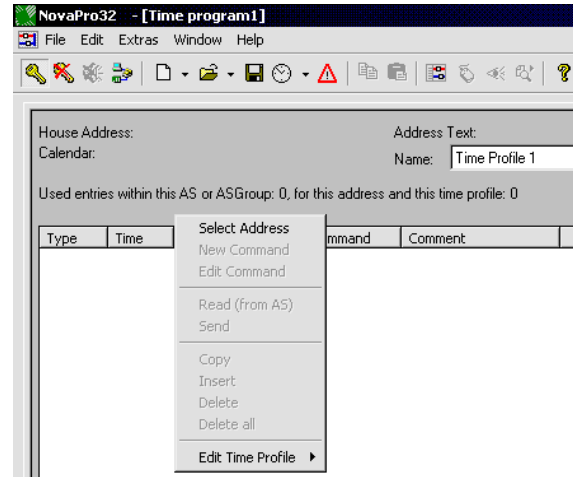 NovaPro32 - [Time program1]
File Edit Extras Window Help
House Address:
Address Text:
Calendar:
Name: Time Profile 1
Used entries within this AS or ASGroup: 0, for this address and this time profile: 0
Type Time mmand Comment
Select Address
New Command
Edit Command
Read (from AS)
Send
Copy
Insert
Delete
Delete all
Edit Time Profile